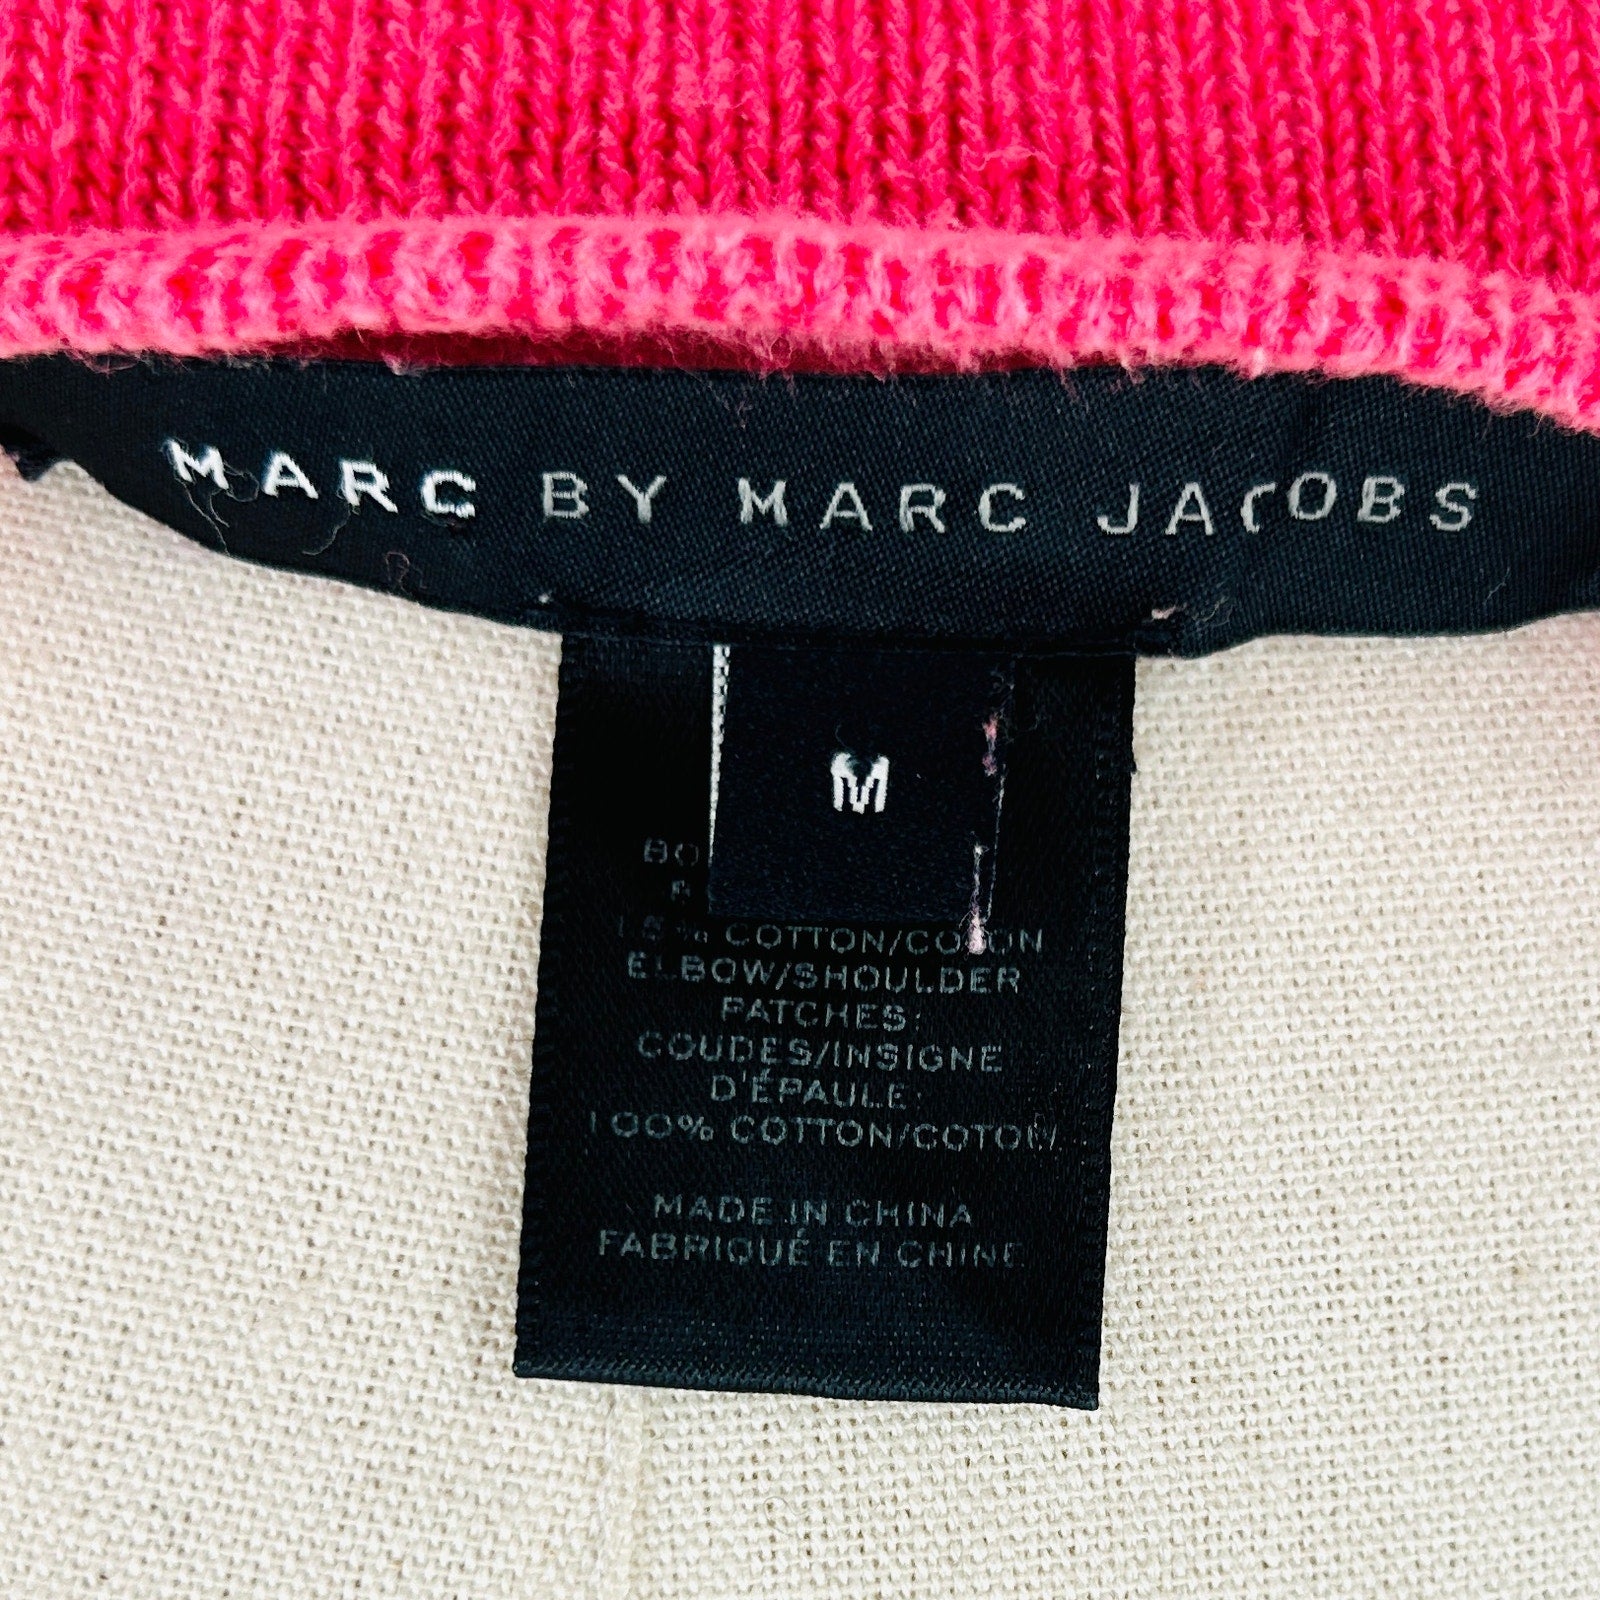 MARC BY MARC JACOBS
M
COTTON/COTON
ELBOW/SHOULDER
PATCHES:
COUDES/INSIGNE
D'ÉPAULE:
100% COTTON/COTON
MADE IN CHINA
FABRIQUÉ EN CHINE